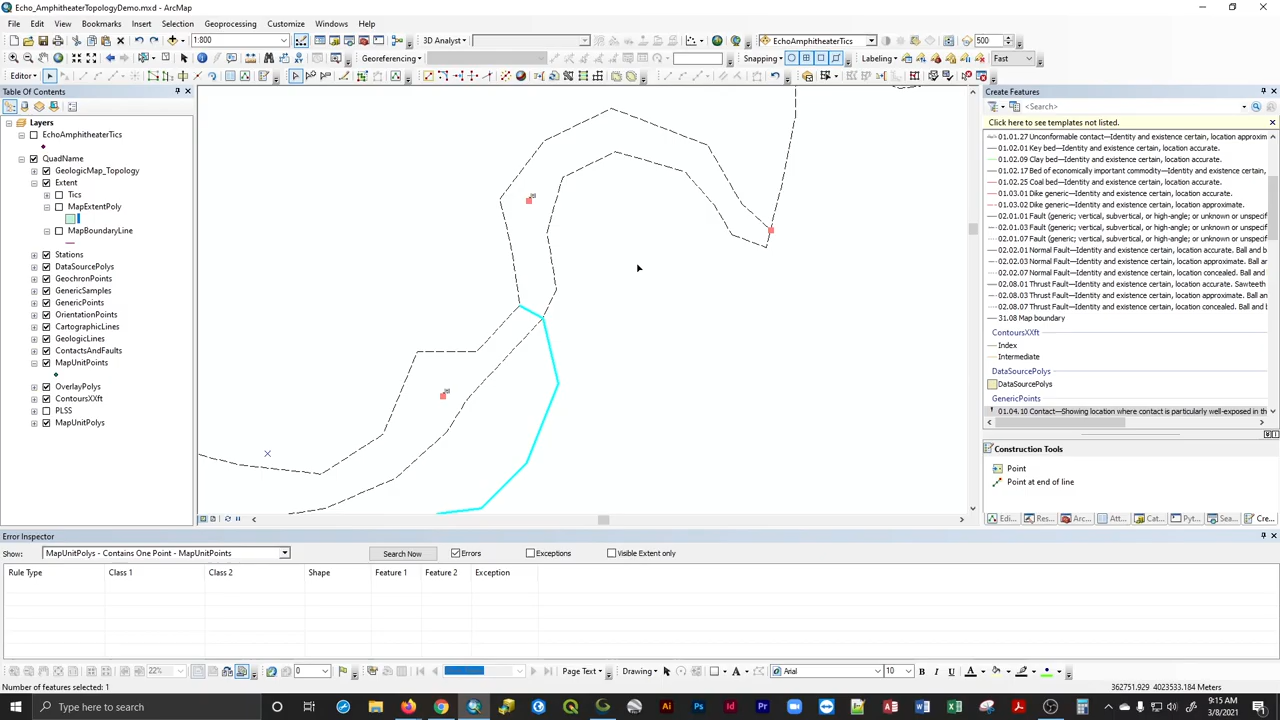 Echo_AmphitheaterTopologyDemo.mxd - ArcMap
File Edit View Bookmarks Insert Selection Geoprocessing Customize Windows Help
1:800 3D Analyst EchoAmphitheaterTics 500
Georeferencing Snapping Labeling Fast
Editor
Table Of Contents
Layers
EchoAmphitheaterTics
QuadName
GeologicMap_Topology
Extent
Tics
MapExtentPoly
MapBoundaryLine
Stations
DataSourcePolys
GeochronPoints
GenericSamples
GenericPoints
OrientationPoints
CartographicLines
GeologicLines
ContactsAndFaults
MapUnitPoints
OverlayPolys
ContoursXXft
PLSS
MapUnitPolys
Create Features
<Search>
Click here to see templates not listed.
01.01.27 Unconformable contact—Identity and existence certain, location approxim
01.02.01 Key bed—Identity and existence certain, location accurate.
01.02.09 Clay bed—Identity and existence certain, location accurate.
01.02.17 Bed of economically important commodity—Identity and existence certain,
01.02.25 Coal bed—Identity and existence certain, location accurate.
01.03.01 Dike generic—Identity and existence certain, location accurate.
01.03.02 Dike generic—Identity and existence certain, location approximate.
02.01.01 Fault (generic; vertical, subvertical, or high-angle; or unknown or unspecif
02.01.03 Fault (generic; vertical, subvertical, or high-angle; or unknown or unspecif
02.01.07 Fault (generic; vertical, subvertical, or high-angle; or unknown or unspecif
02.02.01 Normal Fault—Identity and existence certain, location accurate. Ball and
02.02.03 Normal Fault—Identity and existence certain, location approximate. Ball an
02.02.07 Normal Fault—Identity and existence certain, location concealed. Ball and
02.08.01 Thrust Fault—Identity and existence certain, location accurate. Sawteeth
02.08.03 Thrust Fault—Identity and existence certain, location approximate. Ball an
02.08.07 Thrust Fault—Identity and existence certain, location concealed. Ball and
31.08 Map boundary
ContoursXXft
Index
Intermediate
DataSourcePolys
DataSourcePolys
GenericPoints
01.04.10 Contact—Showing location where contact is particularly well-exposed in th
Construction Tools
Point
Point at end of line
Edi... Res... Arc... Att... Cat... Pyt... Sea... Cre...
Error Inspector
Show: MapUnitPolys - Contains One Point - MapUnitPoints Search Now Errors Exceptions Visible Extent only
Rule Type Class 1 Class 2 Shape Feature 1 Feature 2 Exception
22% 0 Page Text Drawing A Arial 10 B I U A
Number of features selected: 1
362751.929 4023533.184 Meters
Type here to search
9:15 AM
3/8/2021